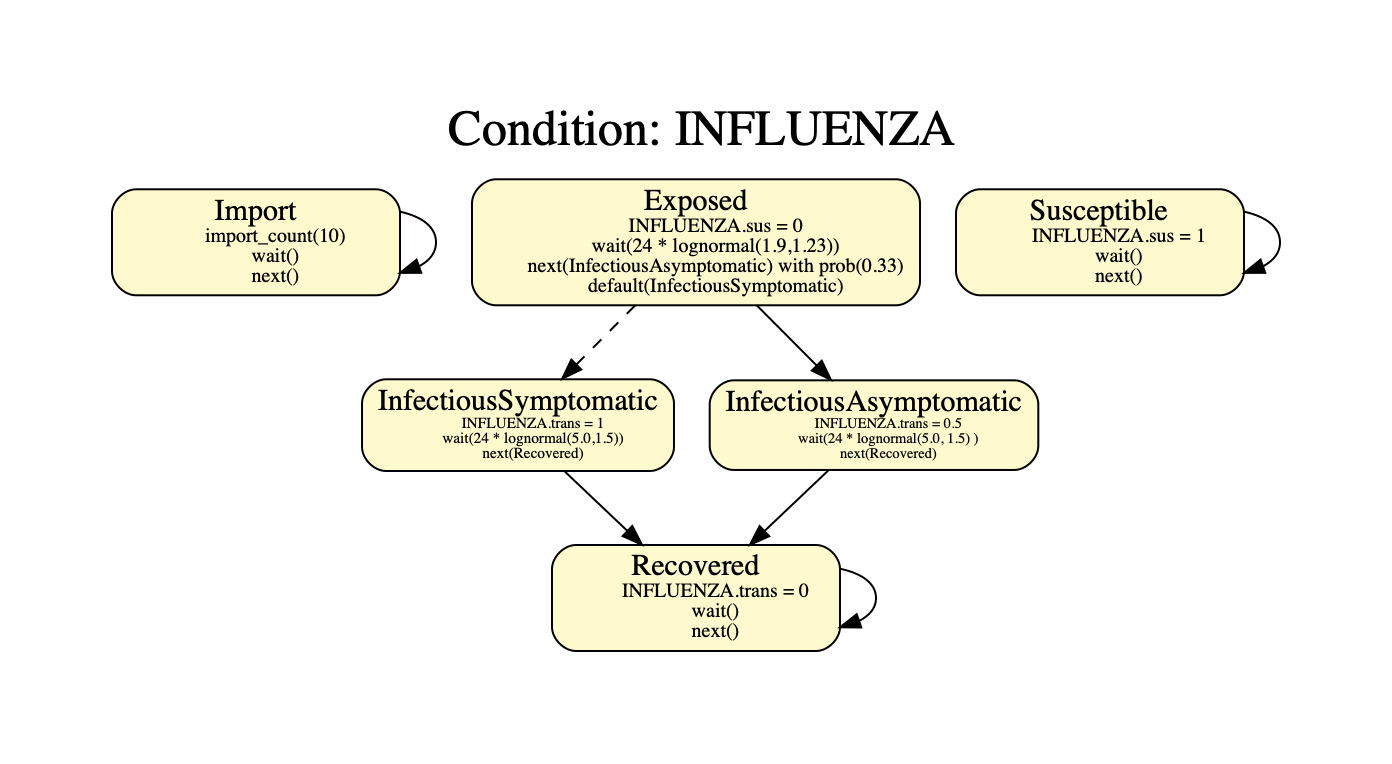 Condition: INFLUENZA
Import
import_count(10)
wait()
next()
Exposed
INFLUENZA.sus = 0
wait(24 * lognormal(1.9,1.23))
next(InfectiousAsymptomatic) with prob(0.33)
default(InfectiousSymptomatic)
Susceptible
INFLUENZA.sus = 1
wait()
next()
InfectiousSymptomatic
INFLUENZA.trans = 1
wait(24 * lognormal(5.0,1.5))
next(Recovered)
InfectiousAsymptomatic
INFLUENZA.trans = 0.5
wait(24 * lognormal(5.0, 1.5) )
next(Recovered)
Recovered
INFLUENZA.trans = 0
wait()
next()